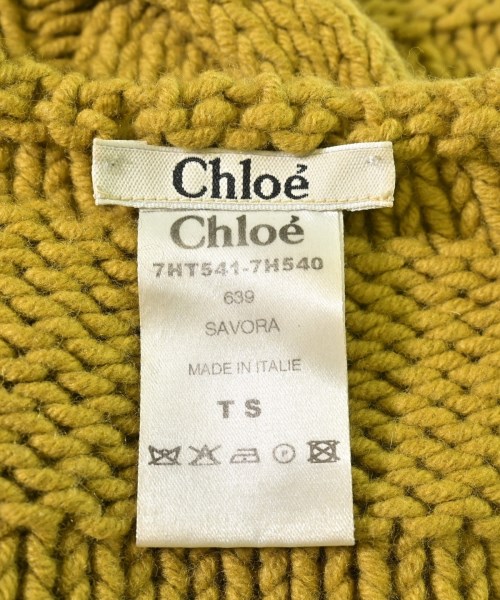 Chloé
Chloé
7HT541-7H540
639
SAVORA
MADE IN ITALIE
T S